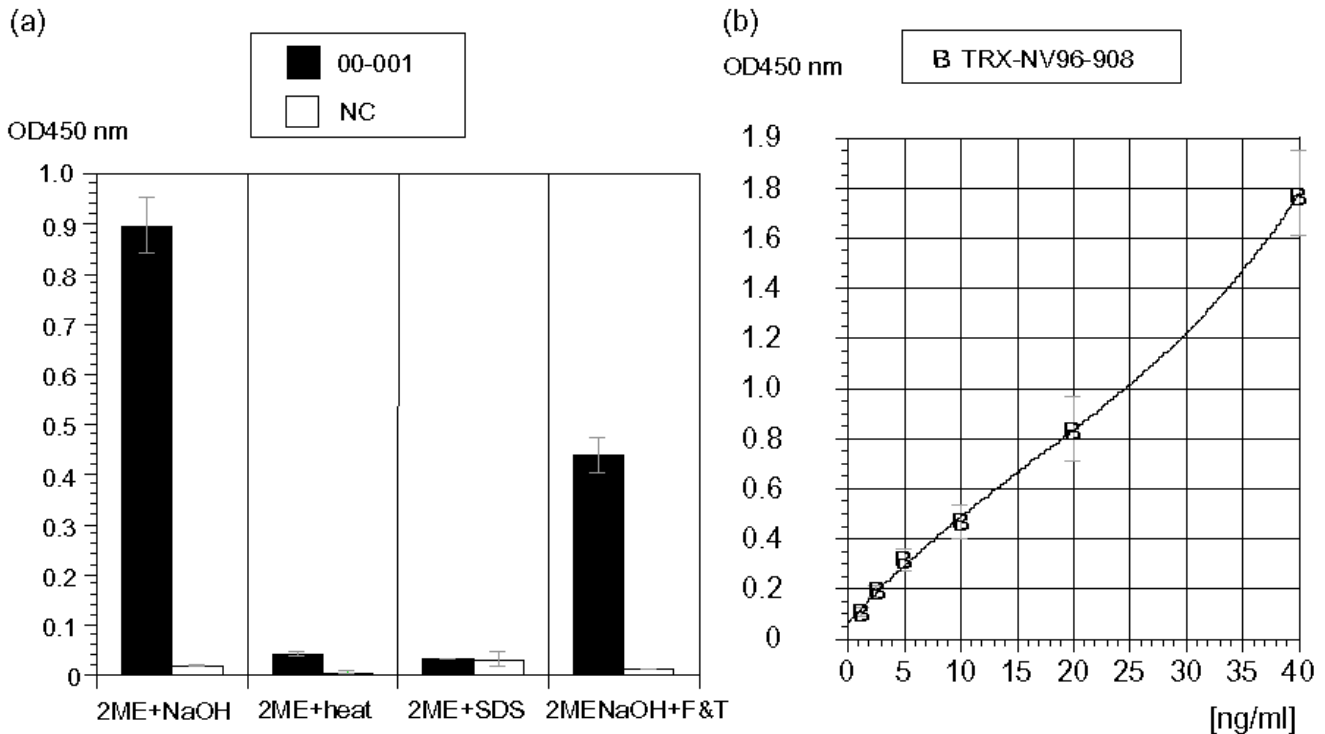 (a)
00-001
NC
OD450 nm
1.0
0.9
0.8
0.7
0.6
0.5
0.4
0.3
0.2
0.1
0
2ME+NaOH 2ME+heat 2ME+SDS 2MENaOH+F&T
(b)
B TRX-NV96-908
OD450 nm
1.9
1.8
1.6
1.4
1.2
1.0
0.8
0.6
0.4
0.2
0
B
B
B
B
B
B
0 5 10 20 25 30 35 40
[ng/ml]